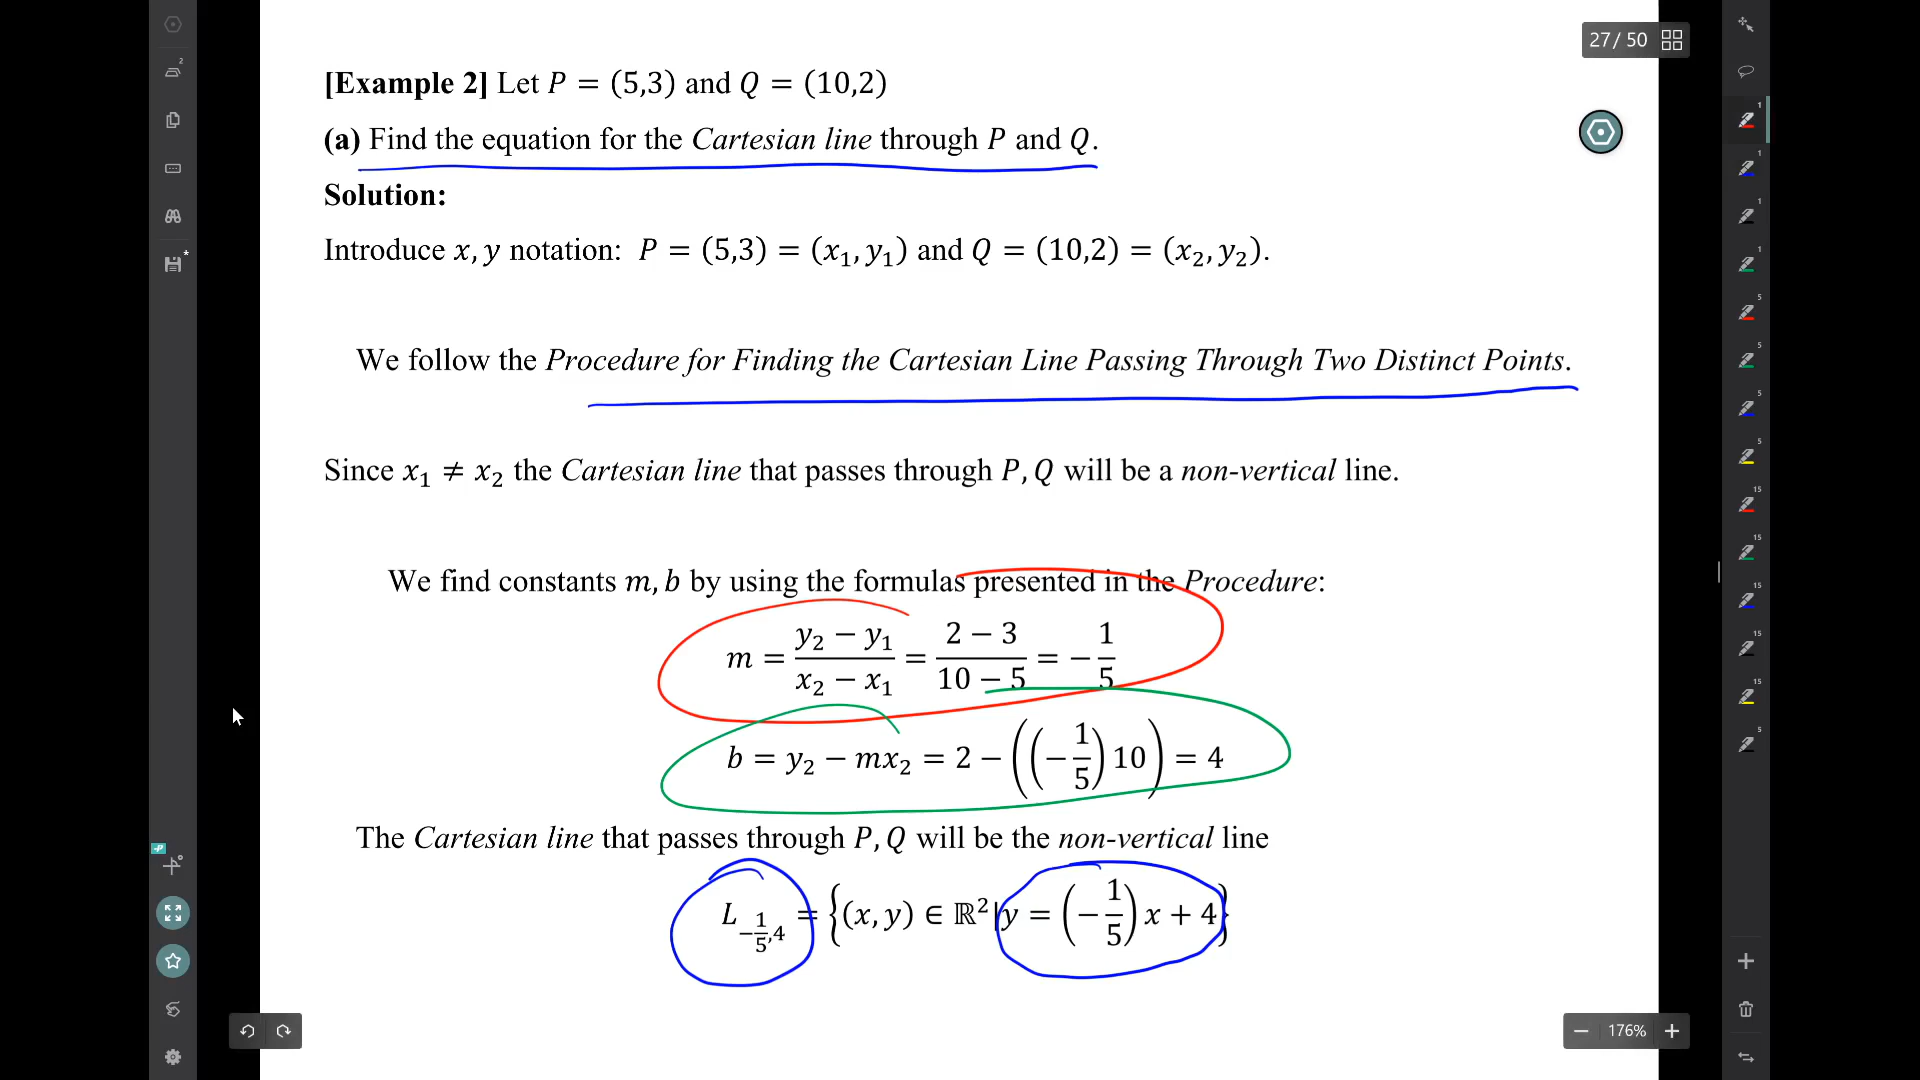 27/ 50
[Example 2] Let P = (5,3) and Q = (10,2)
(a) Find the equation for the Cartesian line through P and Q.
Solution:
Introduce x, y notation: P = (5,3) = (x₁, y₁) and Q = (10,2) = (x₂, y₂).
We follow the Procedure for Finding the Cartesian Line Passing Through Two Distinct Points.
Since x₁ ≠ x₂ the Cartesian line that passes through P, Q will be a non-vertical line.
We find constants m, b by using the formulas presented in the Procedure:
m = (y₂ − y₁)/(x₂ − x₁) = (2 − 3)/(10 − 5) = −1/5
b = y₂ − mx₂ = 2 − ((−1/5) 10) = 4
The Cartesian line that passes through P, Q will be the non-vertical line
L_{−1/5,4} = {(x, y) ∈ ℝ²|y = (−1/5) x + 4}
176%